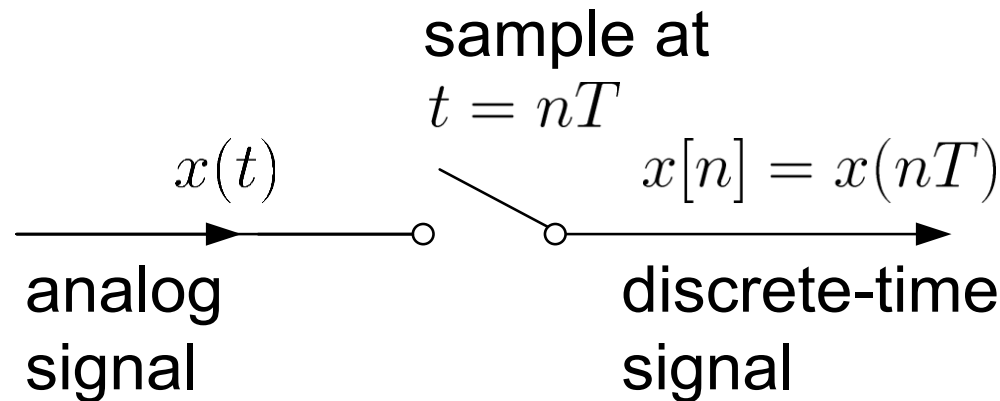 sample at
t = nT
x(t)
x[n] = x(nT)
analog
signal
discrete-time
signal